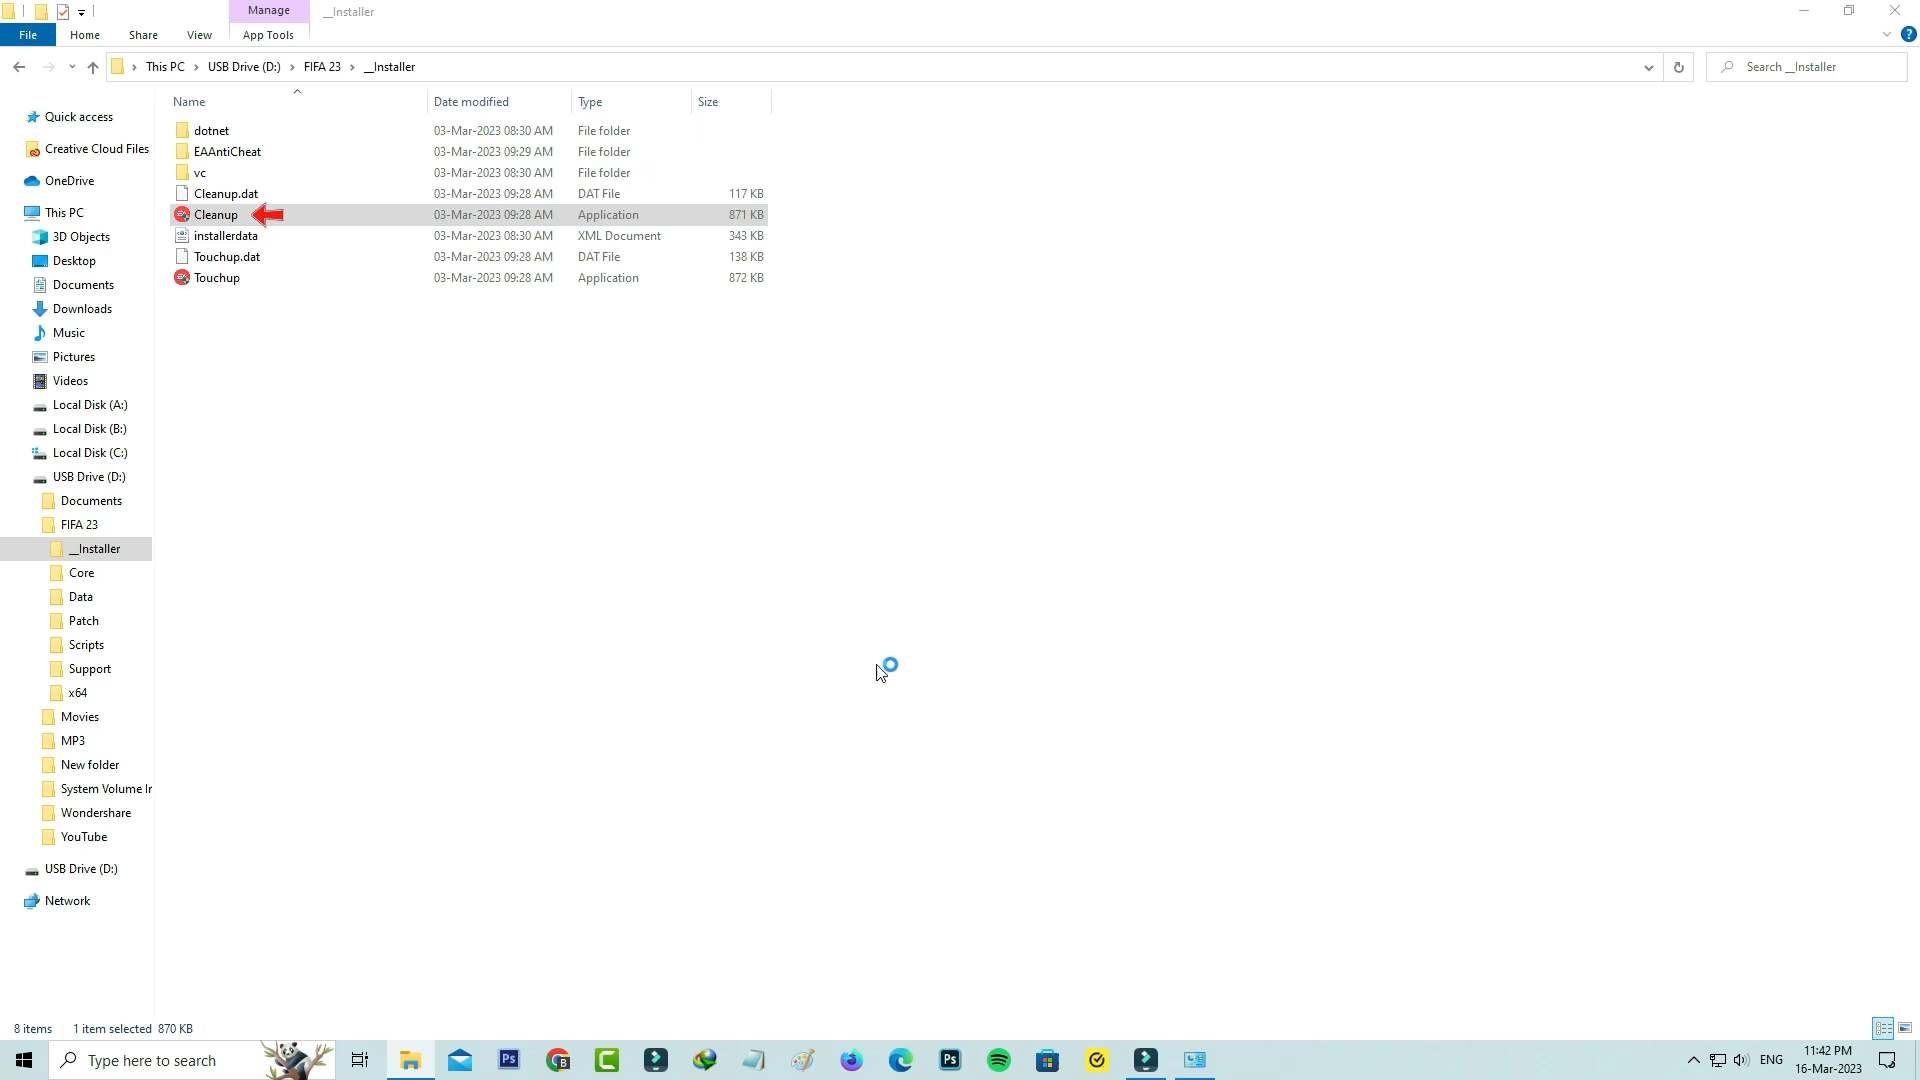 Manage
__Installer
File
Home
Share
View
App Tools
?
This PC
USB Drive (D:)
FIFA 23
__Installer
Search __Installer
Name
Date modified
Type
Size
dotnet 03-Mar-2023 08:30 AM File folder
EAAntiCheat 03-Mar-2023 09:29 AM File folder
vc 03-Mar-2023 08:30 AM File folder
Cleanup.dat 03-Mar-2023 09:28 AM DAT File 117 KB
Cleanup 03-Mar-2023 09:28 AM Application 871 KB
installerdata 03-Mar-2023 08:30 AM XML Document 343 KB
Touchup.dat 03-Mar-2023 09:28 AM DAT File 138 KB
Touchup 03-Mar-2023 09:28 AM Application 872 KB
Quick access
Creative Cloud Files
OneDrive
This PC
3D Objects
Desktop
Documents
Downloads
Music
Pictures
Videos
Local Disk (A:)
Local Disk (B:)
Local Disk (C:)
USB Drive (D:)
Documents
FIFA 23
__Installer
Core
Data
Patch
Scripts
Support
x64
Movies
MP3
New folder
System Volume Ir
Wondershare
YouTube
USB Drive (D:)
Network
8 items
1 item selected 870 KB
Type here to search
Ps
B
Ps
ENG
11:42 PM
16-Mar-2023